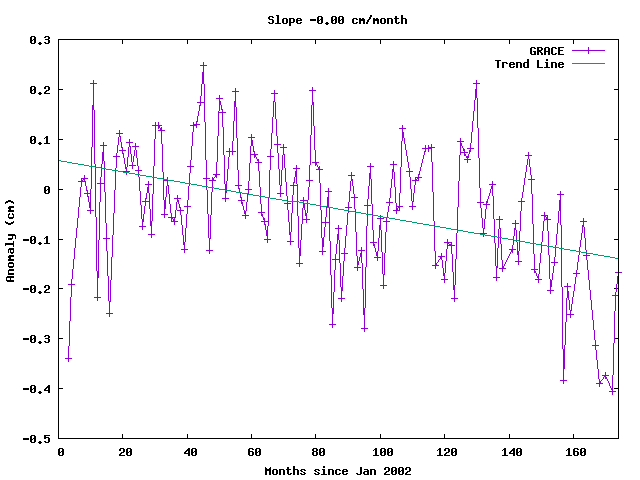 Slope -0.00 cm/month
GRACE
Trend Line
0.3
0.2
0.1
0
-0.1
-0.2
-0.3
-0.4
-0.5
Anomaly (cm)
0 20 40 60 80 100 120 140 160
Months since Jan 2002